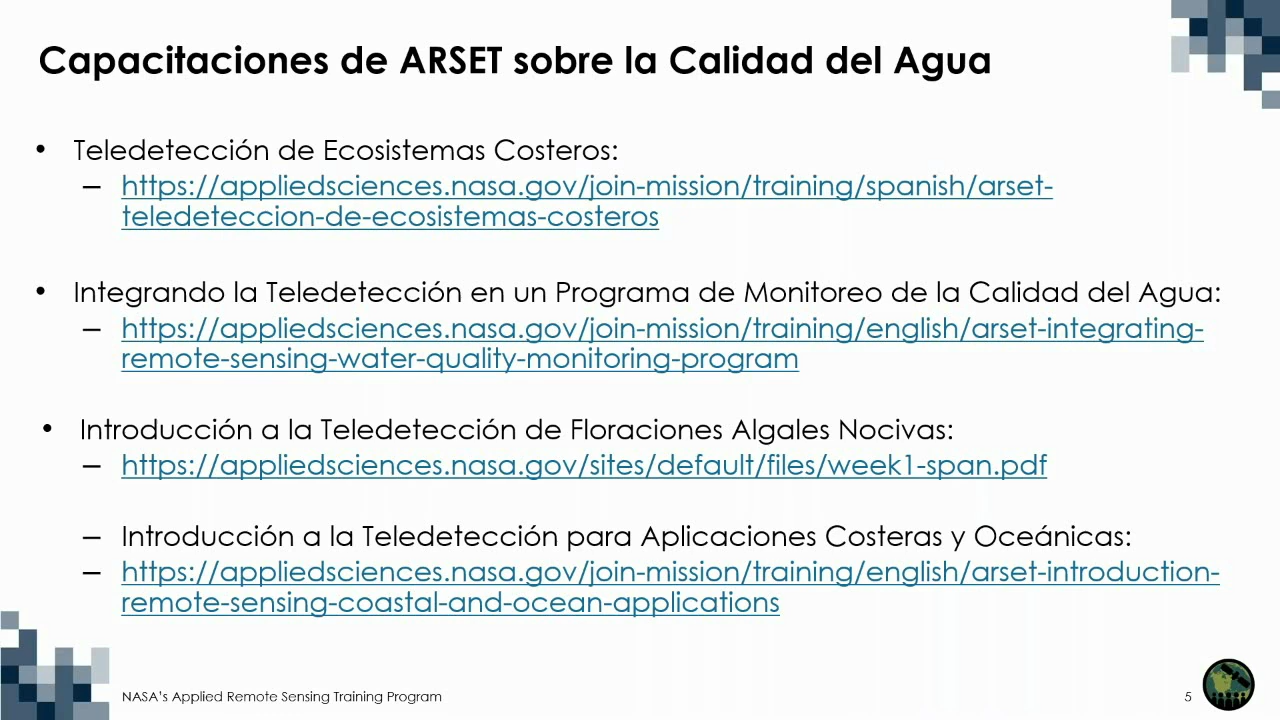 Capacitaciones de ARSET sobre la Calidad del Agua
• Teledetección de Ecosistemas Costeros:
– https://appliedsciences.nasa.gov/join-mission/training/spanish/arset-
teledeteccion-de-ecosistemas-costeros
• Integrando la Teledetección en un Programa de Monitoreo de la Calidad del Agua:
– https://appliedsciences.nasa.gov/join-mission/training/english/arset-integrating-
remote-sensing-water-quality-monitoring-program
• Introducción a la Teledetección de Floraciones Algales Nocivas:
– https://appliedsciences.nasa.gov/sites/default/files/week1-span.pdf
– Introducción a la Teledetección para Aplicaciones Costeras y Oceánicas:
– https://appliedsciences.nasa.gov/join-mission/training/english/arset-introduction-
remote-sensing-coastal-and-ocean-applications
NASA's Applied Remote Sensing Training Program
5